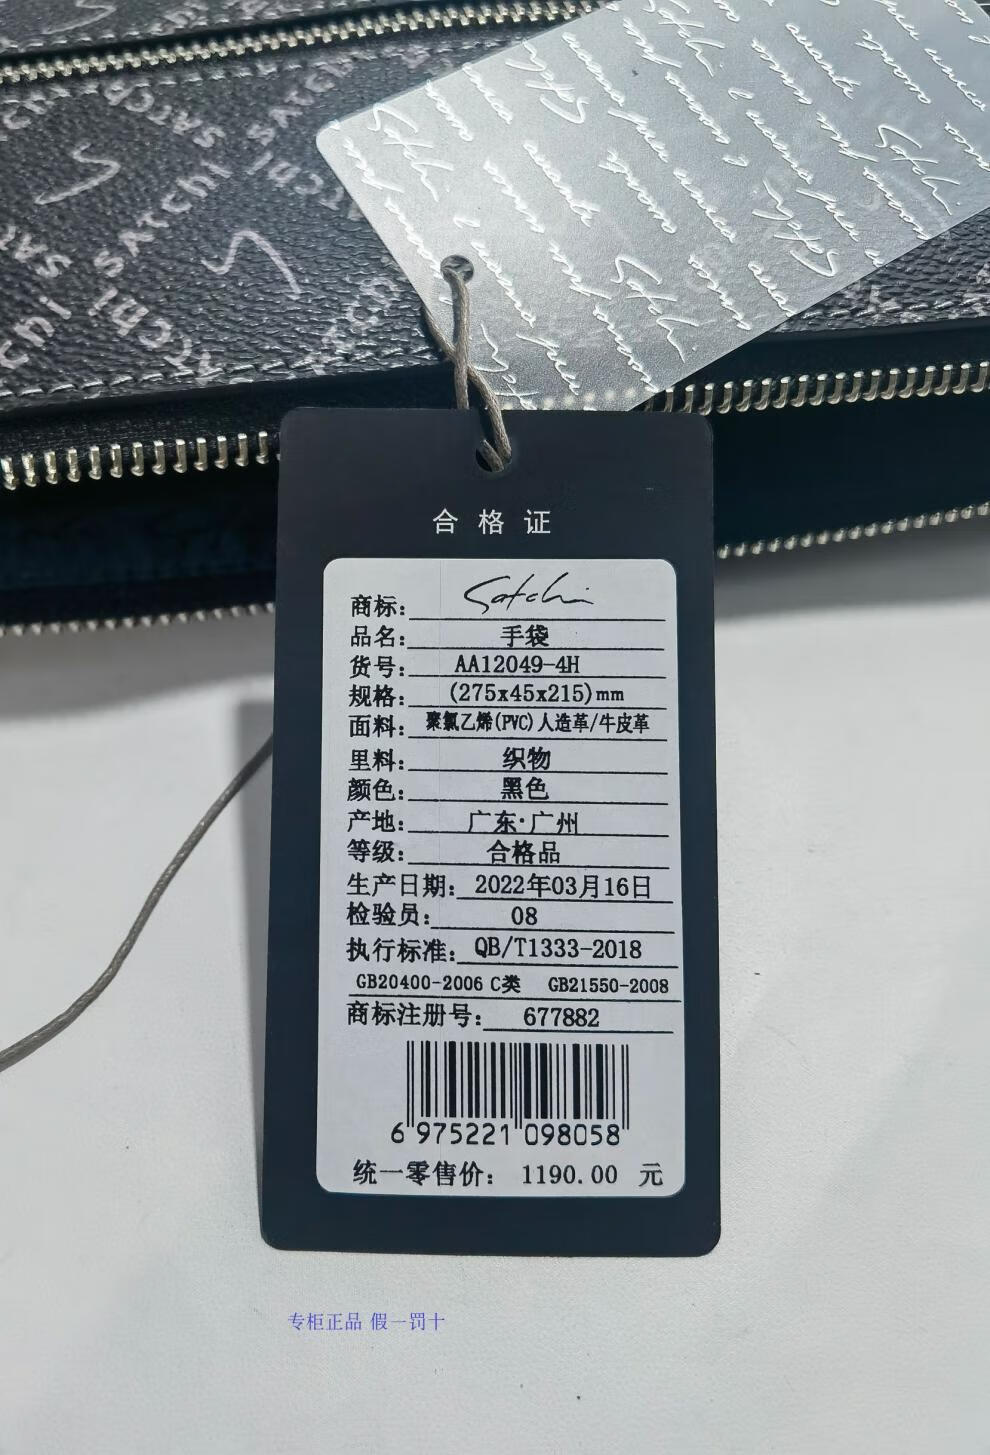 SATCHI
SATCHI
SATCHI
合格证
商标: Satchi
品名: 手袋
货号: AA12049-4H
规格: (275x45x215)mm
面料: 聚氯乙烯(PVC)人造革/牛皮革
里料: 织物
颜色: 黑色
产地: 广东·广州
等级: 合格品
生产日期: 2022年03月16日
检验员: 08
执行标准: QB/T1333-2018
GB20400-2006 C类 GB21550-2008
商标注册号: 677882
6 975221 098058
统一零售价: 1190.00 元
专柜正品 假一罚十